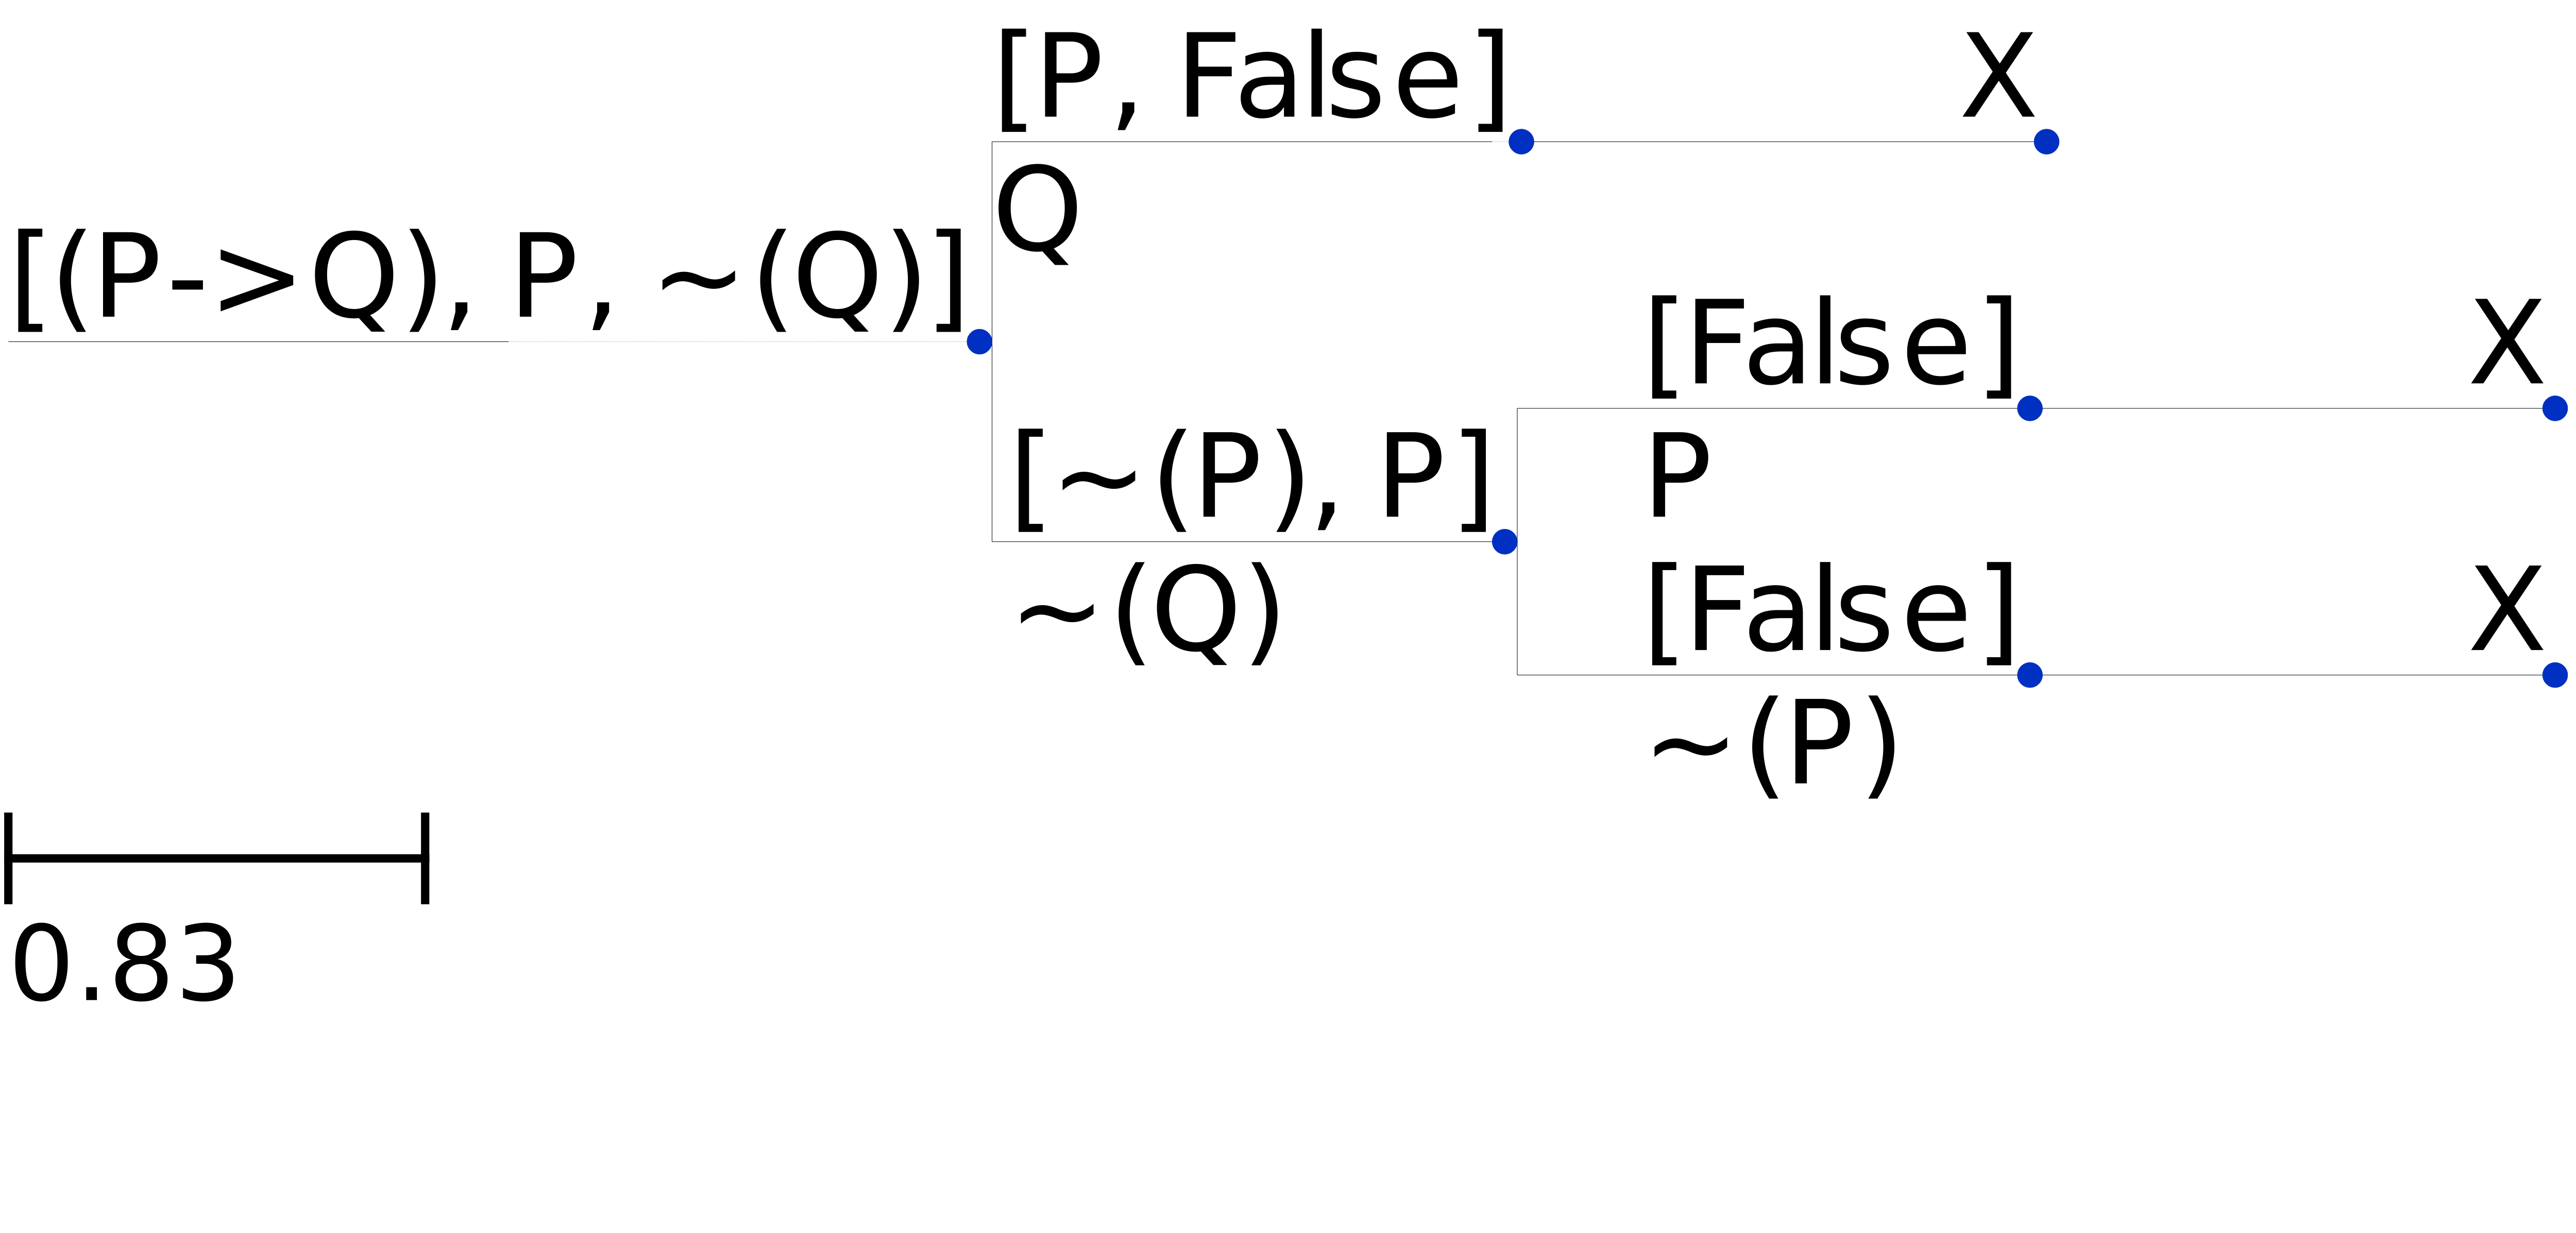 [P, False]
X
Q
[(P->Q), P, ~(Q)]
[False]
X
[~(P), P]
P
~(Q)
[False]
X
~(P)
0.83